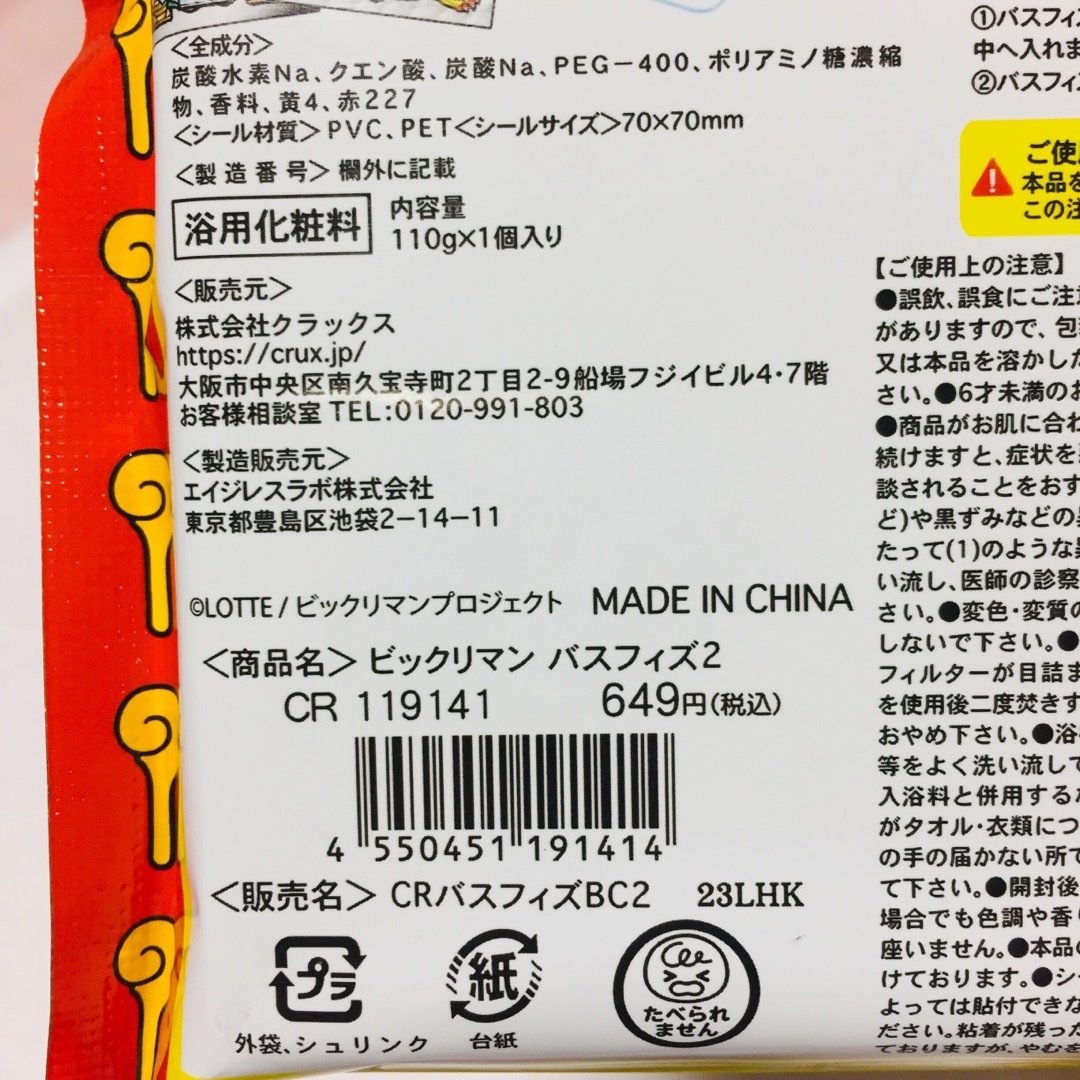 <全成分>
炭酸水素Na、クエン酸、炭酸Na、PEG-400、ポリアミノ糖濃縮
物、香料、黄4、赤227
<シール材質>PVC、PET<シールサイズ>70×70mm
<製造番号>欄外に記載
浴用化粧料
内容量
110g×1個入り
<販売元>
株式会社クラックス
https://crux.jp/
大阪市中央区南久宝寺町2丁目2-9船場フジイビル4・7階
お客様相談室 TEL:0120-991-803
<製造販売元>
エイジレスラボ株式会社
東京都豊島区池袋2-14-11
©LOTTE/ビックリマンプロジェクト MADE IN CHINA
<商品名>ビックリマン バスフィズ2
CR 119141 649円(税込)
4 550451 191414
<販売名>CRバスフィズBC2 23LHK
プラ
外袋、シュリンク
紙
台紙
たべられ
ません
①バスフィズ
中へ入れま
②バスフィズ
ご使用
本品を
この注
【ご使用上の注意】
●誤飲、誤食にご注意
がありますので、包装
又は本品を溶かした
さい。●6才未満のお
●商品がお肌に合わ
続けますと、症状を
談されることをおす
ど)や黒ずみなどの
たって(1)のような
い流し、医師の診察
さい。●変色・変質の
しないで下さい。●
フィルターが目詰ま
を使用後二度焚きす
おやめ下さい。●浴
等をよく洗い流して
入浴料と併用する
がタオル・衣類につ
の手の届かない所で
て下さい。●開封後
場合でも色調や香り
座いません。●本品の
けております。●シー
よっては貼付できな
ださい。粘着が残った
ておりますが、やむを